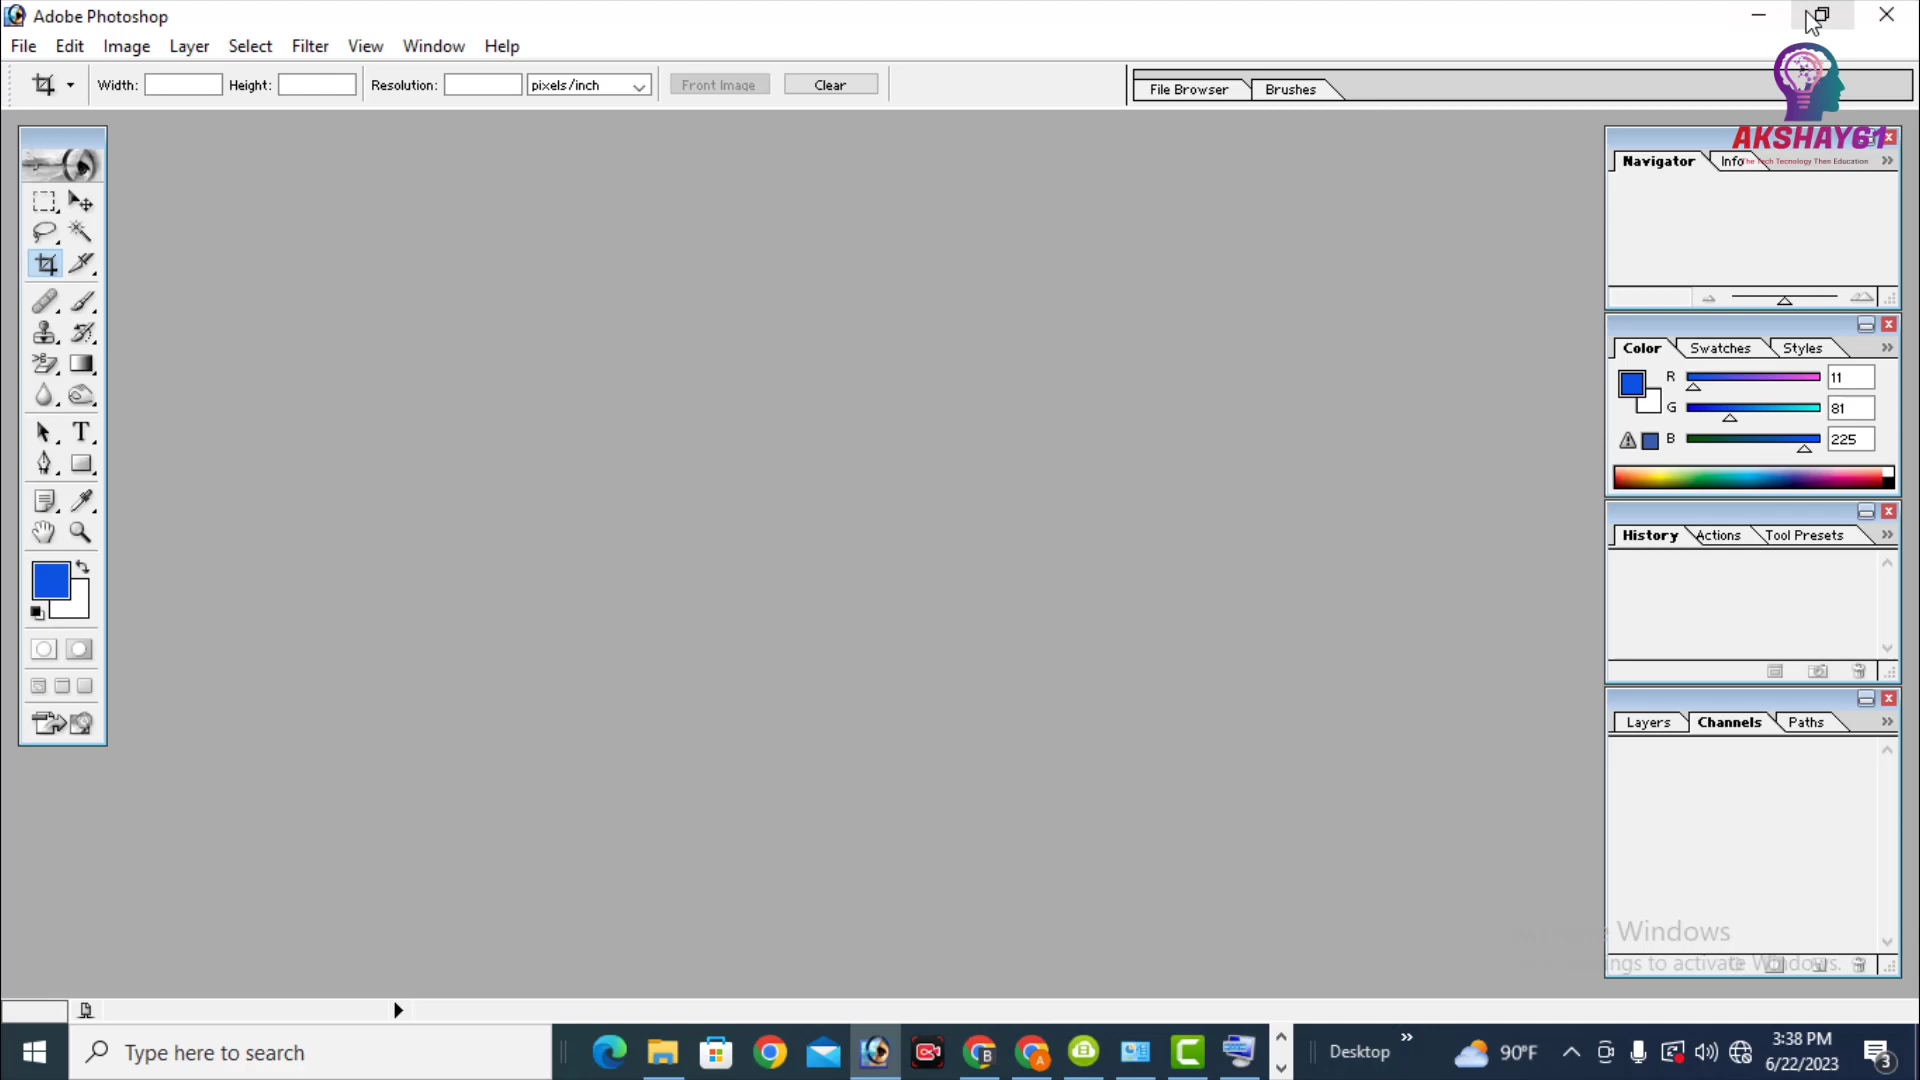 Adobe Photoshop
File Edit Image Layer Select Filter View Window Help
Width: Height: Resolution: pixels/inch Front Image Clear
File Browser Brushes
AKSHAY61
The Tech Tecnology Then Education
Navigator Info
Color Swatches Styles
R 11
G 81
B 225
History Actions Tool Presets
Layers Channels Paths
Windows
ngs to activate Windows.
Type here to search
Desktop
90°F
3:38 PM
6/22/2023
3